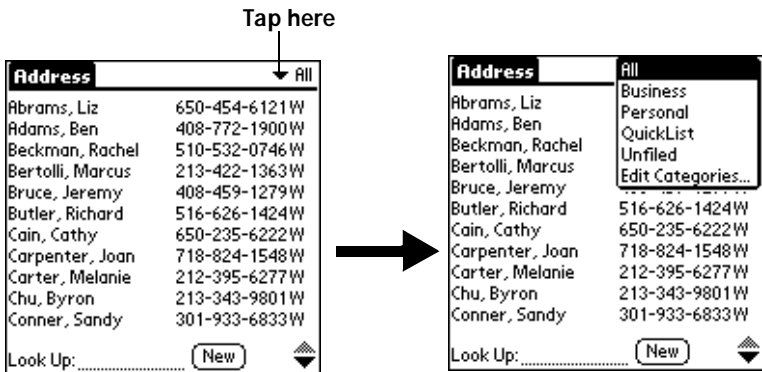 Tap here
Address All
Abrams, Liz 650-454-6121W
Adams, Ben 408-772-1900W
Beckman, Rachel 510-532-0746W
Bertolli, Marcus 213-422-1363W
Bruce, Jeremy 408-459-1279W
Butler, Richard 516-626-1424W
Cain, Cathy 650-235-6222W
Carpenter, Joan 718-824-1548W
Carter, Melanie 212-395-6277W
Chu, Byron 213-343-9801W
Conner, Sandy 301-933-6833W
Look Up: New
Address All
Business
Abrams, Liz Personal
Adams, Ben QuickList
Beckman, Rachel Unfiled
Bertolli, Marcus Edit Categories...
Bruce, Jeremy
Butler, Richard 516-626-1424W
Cain, Cathy 650-235-6222W
Carpenter, Joan 718-824-1548W
Carter, Melanie 212-395-6277W
Chu, Byron 213-343-9801W
Conner, Sandy 301-933-6833W
Look Up: New